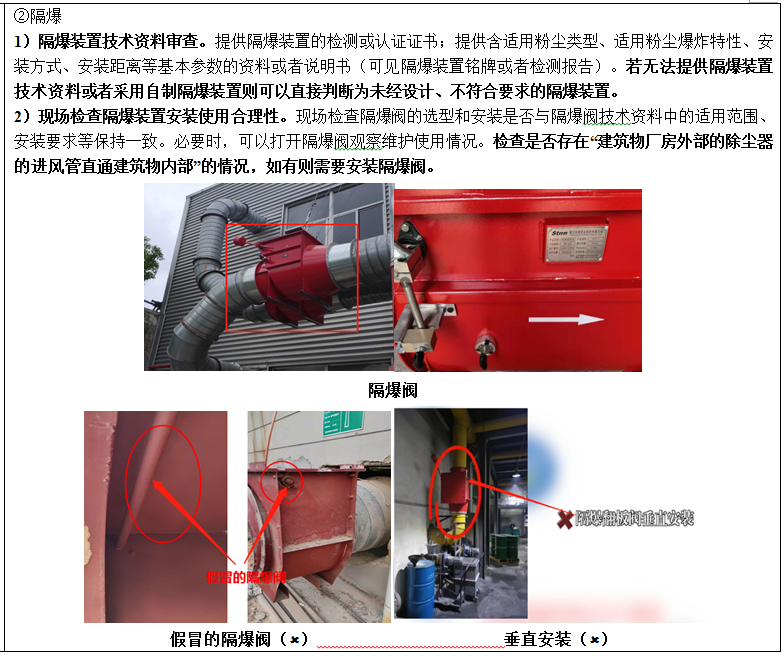 ②隔爆
1）隔爆装置技术资料审查。提供隔爆装置的检测或认证证书；提供含适用粉尘类型、适用粉尘爆炸特性、安
装方式、安装距离等基本参数的资料或者说明书（可见隔爆装置铭牌或者检测报告）。若无法提供隔爆装置
技术资料或者采用自制隔爆装置则可以直接判断为未经设计、不符合要求的隔爆装置。
2）现场检查隔爆装置安装使用合理性。现场检查隔爆阀的选型和安装是否与隔爆阀技术资料中的适用范围、
安装要求等保持一致。必要时，可以打开隔爆阀观察维护使用情况。检查是否存在“建筑物厂房外部的除尘器
的进风管直通建筑物内部”的情况，如有则需要安装隔爆阀。
隔爆阀
假冒的隔爆阀
隔爆翻板阀垂直安装
假冒的隔爆阀（×）
垂直安装（×）